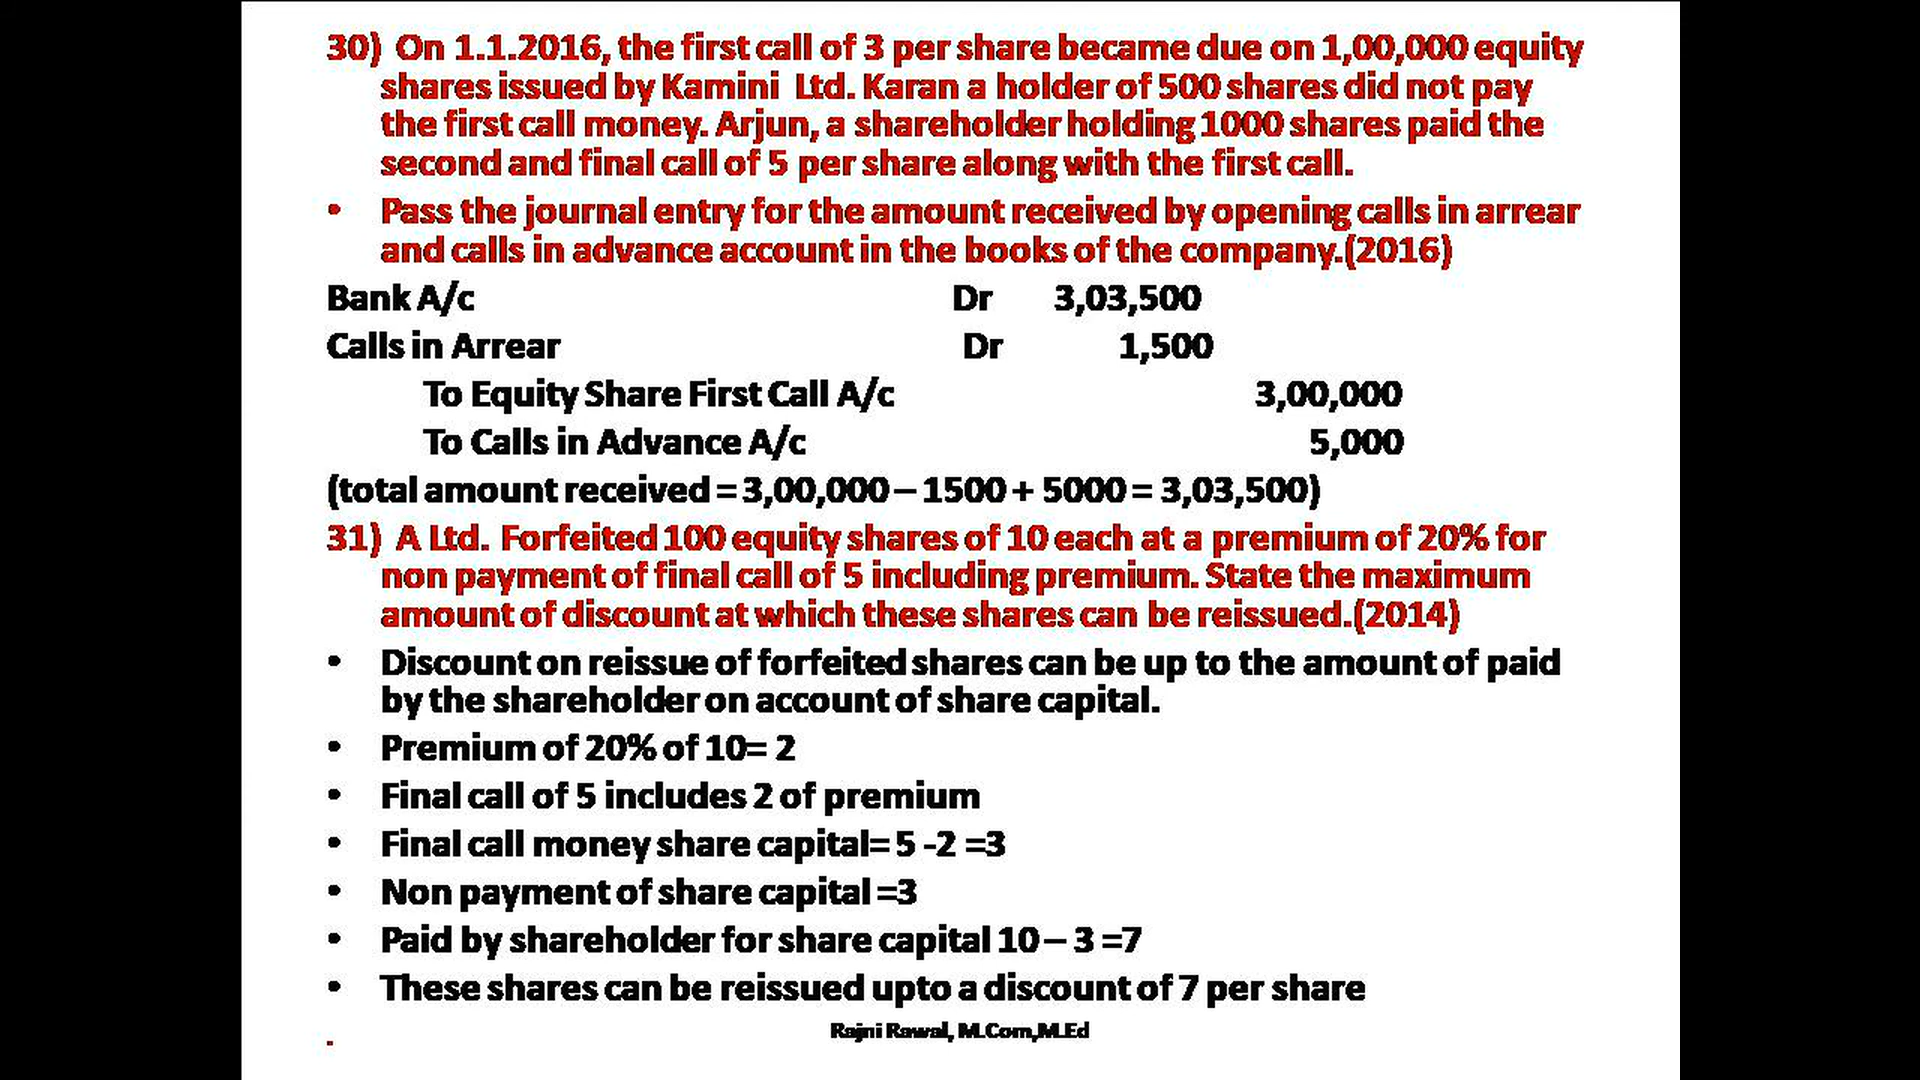 30) On 1.1.2016, the first call of 3 per share became due on 1,00,000 equity
shares issued by Kamini Ltd. Karan a holder of 500 shares did not pay
the first call money. Arjun, a shareholder holding 1000 shares paid the
second and final call of 5 per share along with the first call.
• Pass the journal entry for the amount received by opening calls in arrear
and calls in advance account in the books of the company.(2016)
Bank A/c Dr 3,03,500
Calls in Arrear Dr 1,500
To Equity Share First Call A/c 3,00,000
To Calls in Advance A/c 5,000
(total amount received = 3,00,000 – 1500 + 5000 = 3,03,500)
31) A Ltd. Forfeited 100 equity shares of 10 each at a premium of 20% for
non payment of final call of 5 including premium. State the maximum
amount of discount at which these shares can be reissued.(2014)
• Discount on reissue of forfeited shares can be up to the amount of paid
by the shareholder on account of share capital.
• Premium of 20% of 10= 2
• Final call of 5 includes 2 of premium
• Final call money share capital= 5 -2 =3
• Non payment of share capital =3
• Paid by shareholder for share capital 10 – 3 =7
• These shares can be reissued upto a discount of 7 per share
Rajni Rawal, M.Com,M.Ed